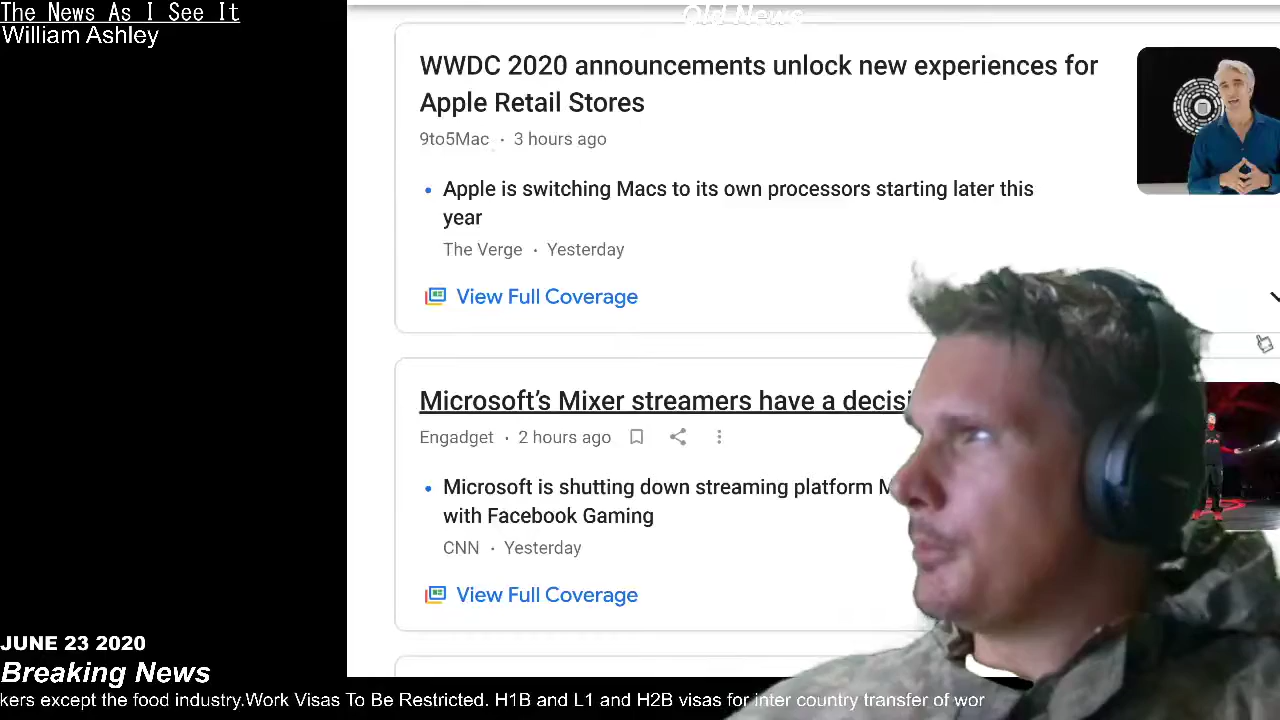 The News As I See It
William Ashley
Old News
WWDC 2020 announcements unlock new experiences for
Apple Retail Stores
9to5Mac · 3 hours ago
• Apple is switching Macs to its own processors starting later this
year
The Verge · Yesterday
View Full Coverage
Microsoft's Mixer streamers have a decisi
Engadget · 2 hours ago
• Microsoft is shutting down streaming platform M
with Facebook Gaming
CNN · Yesterday
View Full Coverage
JUNE 23 2020
Breaking News
kers except the food industry.Work Visas To Be Restricted. H1B and L1 and H2B visas for inter country transfer of wor